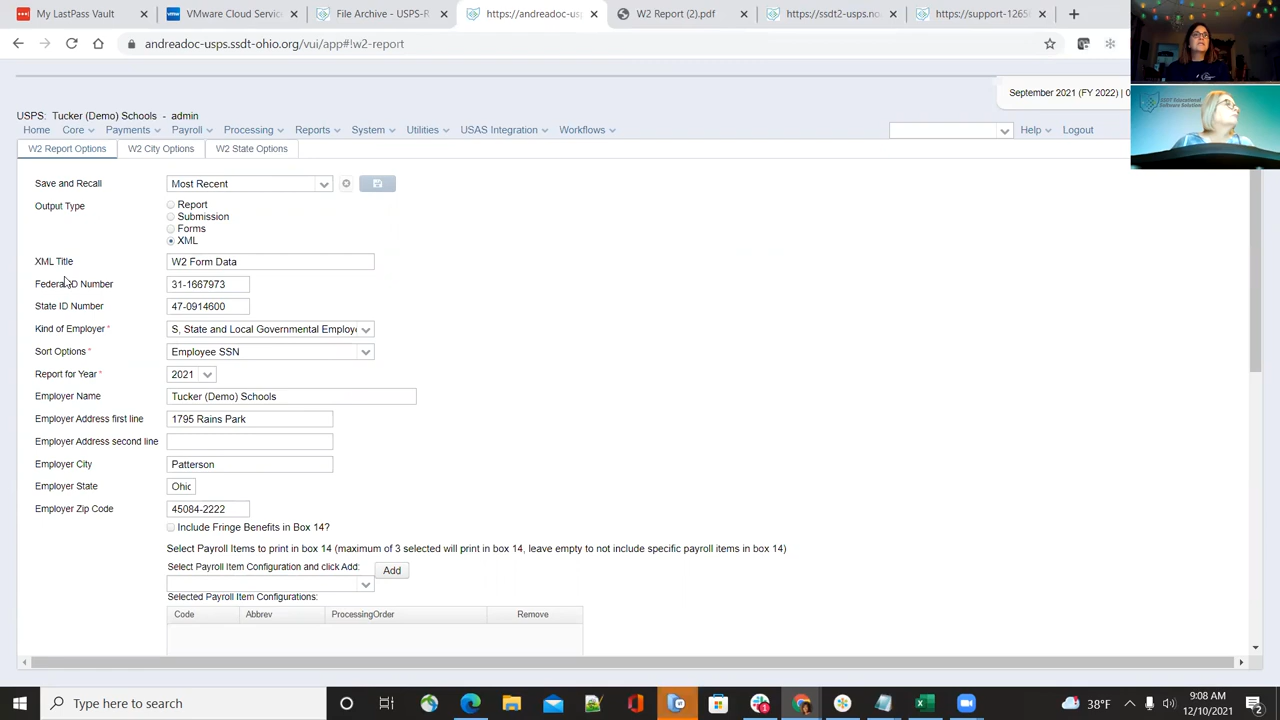 My LastPass Vault
VMware Cloud Servic
File Archive - USPS-R
https://andreadoc-us
W2 Report (2).pdf
https://ssdt2-usps.no
https://support-1265
andreadoc-usps.ssdt-ohio.org/vui/app#!w2-report
September 2021 (FY 2022) | 0
USPS. Tucker (Demo) Schools - admin
Home Core Payments Payroll Processing Reports System Utilities USAS Integration Workflows Help Logout
W2 Report Options W2 City Options W2 State Options
Save and Recall Most Recent
Output Type Report
Submission
Forms
XML
XML Title W2 Form Data
Federal ID Number 31-1667973
State ID Number 47-0914600
Kind of Employer * S, State and Local Governmental Employe
Sort Options * Employee SSN
Report for Year * 2021
Employer Name Tucker (Demo) Schools
Employer Address first line 1795 Rains Park
Employer Address second line
Employer City Patterson
Employer State Ohio
Employer Zip Code 45084-2222
Include Fringe Benefits in Box 14?
Select Payroll Items to print in box 14 (maximum of 3 selected will print in box 14, leave empty to not include specific payroll items in box 14)
Select Payroll Item Configuration and click Add: Add
Selected Payroll Item Configurations:
Code Abbrev ProcessingOrder Remove
Type here to search
38°F
9:08 AM
12/10/2021
2